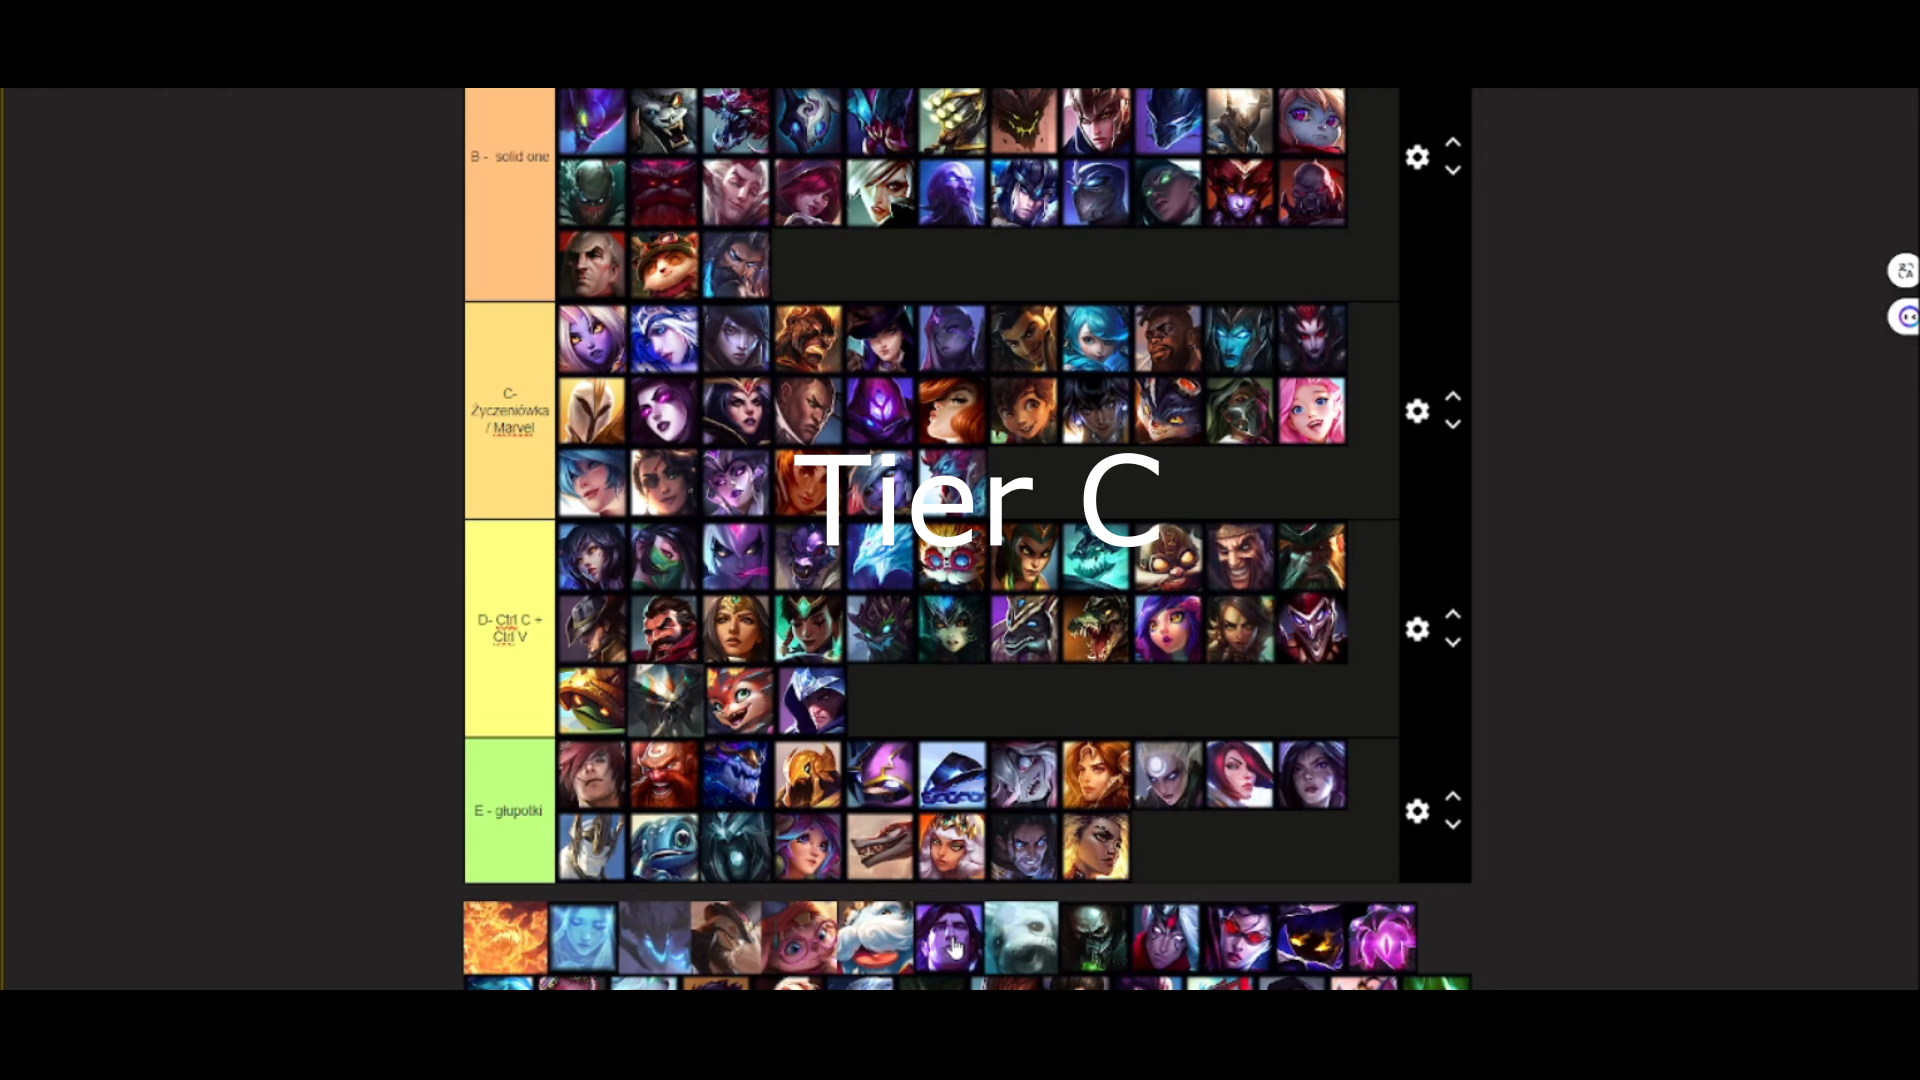 B - solid one
C-
Życzeniówka
/ Marvel
Tier C
D- Ctrl C +
Ctrl V
E - głupotki